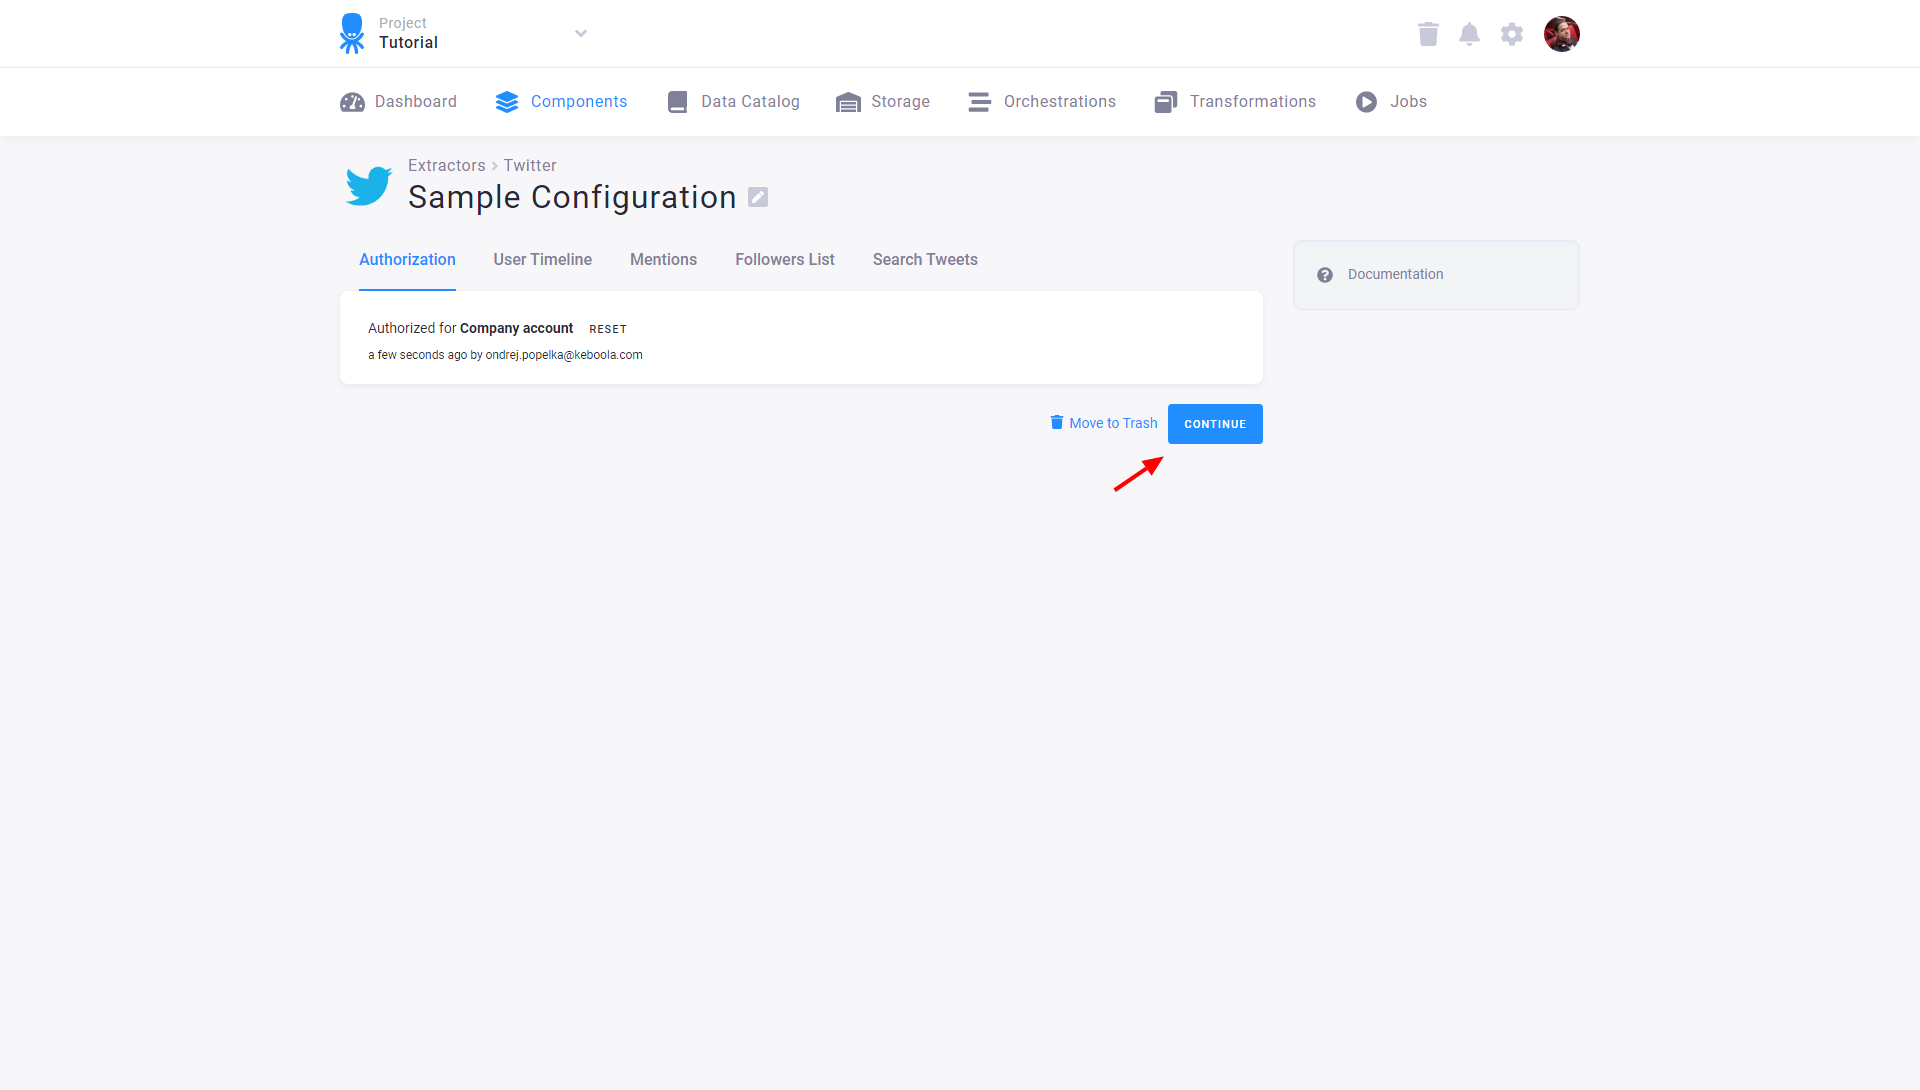 Project
Tutorial
Dashboard Components Data Catalog Storage Orchestrations Transformations Jobs
Extractors Twitter
Sample Configuration
Authorization User Timeline Mentions Followers List Search Tweets
Documentation
Authorized for Company account RESET
a few seconds ago by ondrej.popelka@keboola.com
Move to Trash CONTINUE